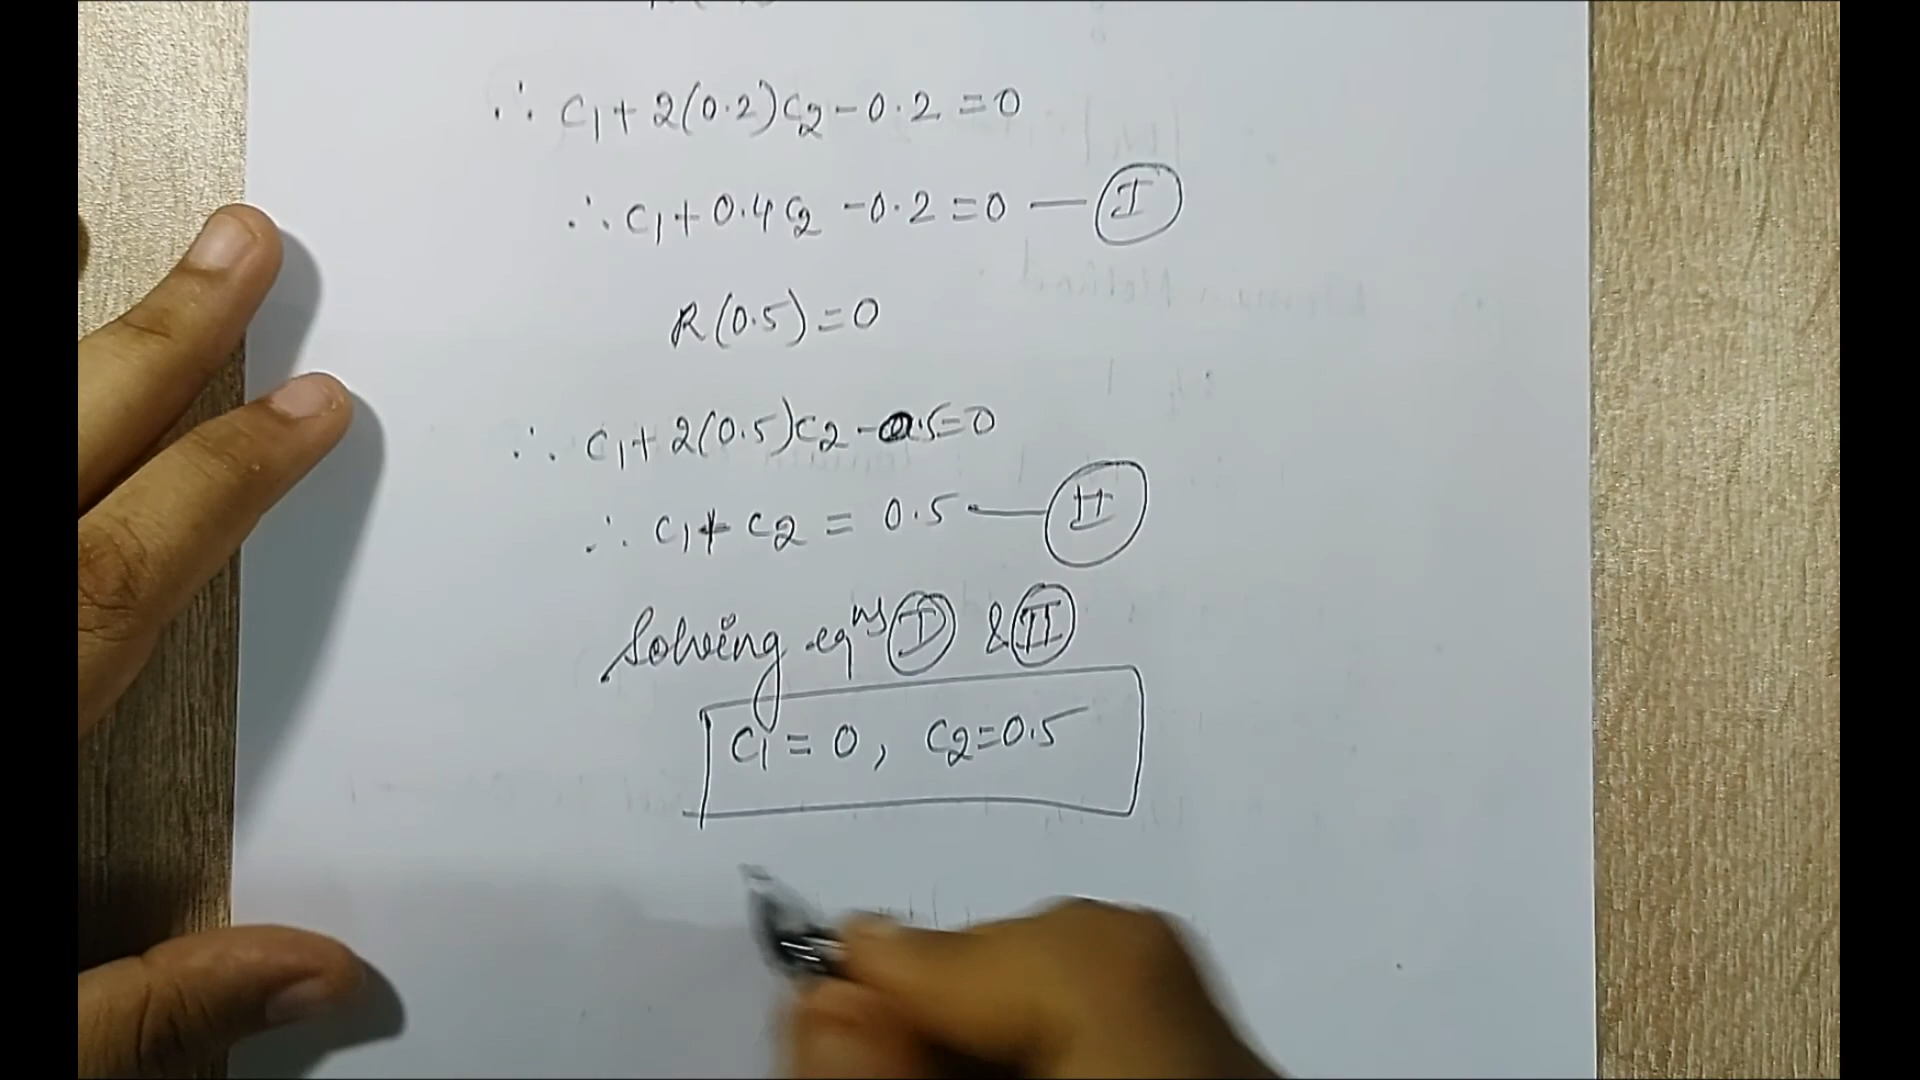 ∴ C₁ + 2(0.2)C₂ - 0.2 = 0
∴ C₁ + 0.4C₂ - 0.2 = 0 — I
R(0.5) = 0
∴ C₁ + 2(0.5)C₂ - 0.5 = 0
∴ C₁ + C₂ = 0.5 — II
Solving eqⁿˢ I & II
C₁ = 0, C₂ = 0.5